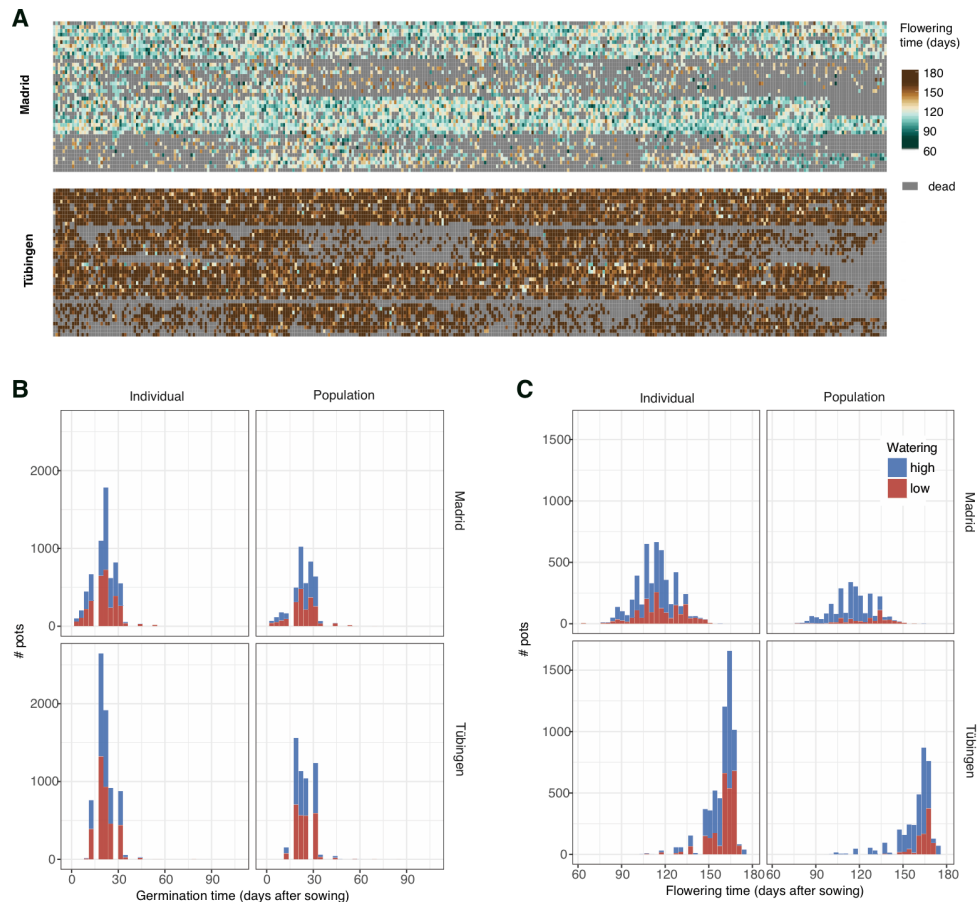 A
Flowering
time (days)
180
150
120
90
60
dead
Madrid
Tübingen
B
Individual
Population
2000
1000
0
Madrid
2000
1000
0
Tübingen
# pots
0
30
60
90
0
30
60
90
Germination time (days after sowing)
C
Individual
Population
Watering
high
low
1500
1000
500
0
Madrid
1500
1000
500
0
Tübingen
# pots
60
90
120
150
180
60
90
120
150
180
Flowering time (days after sowing)